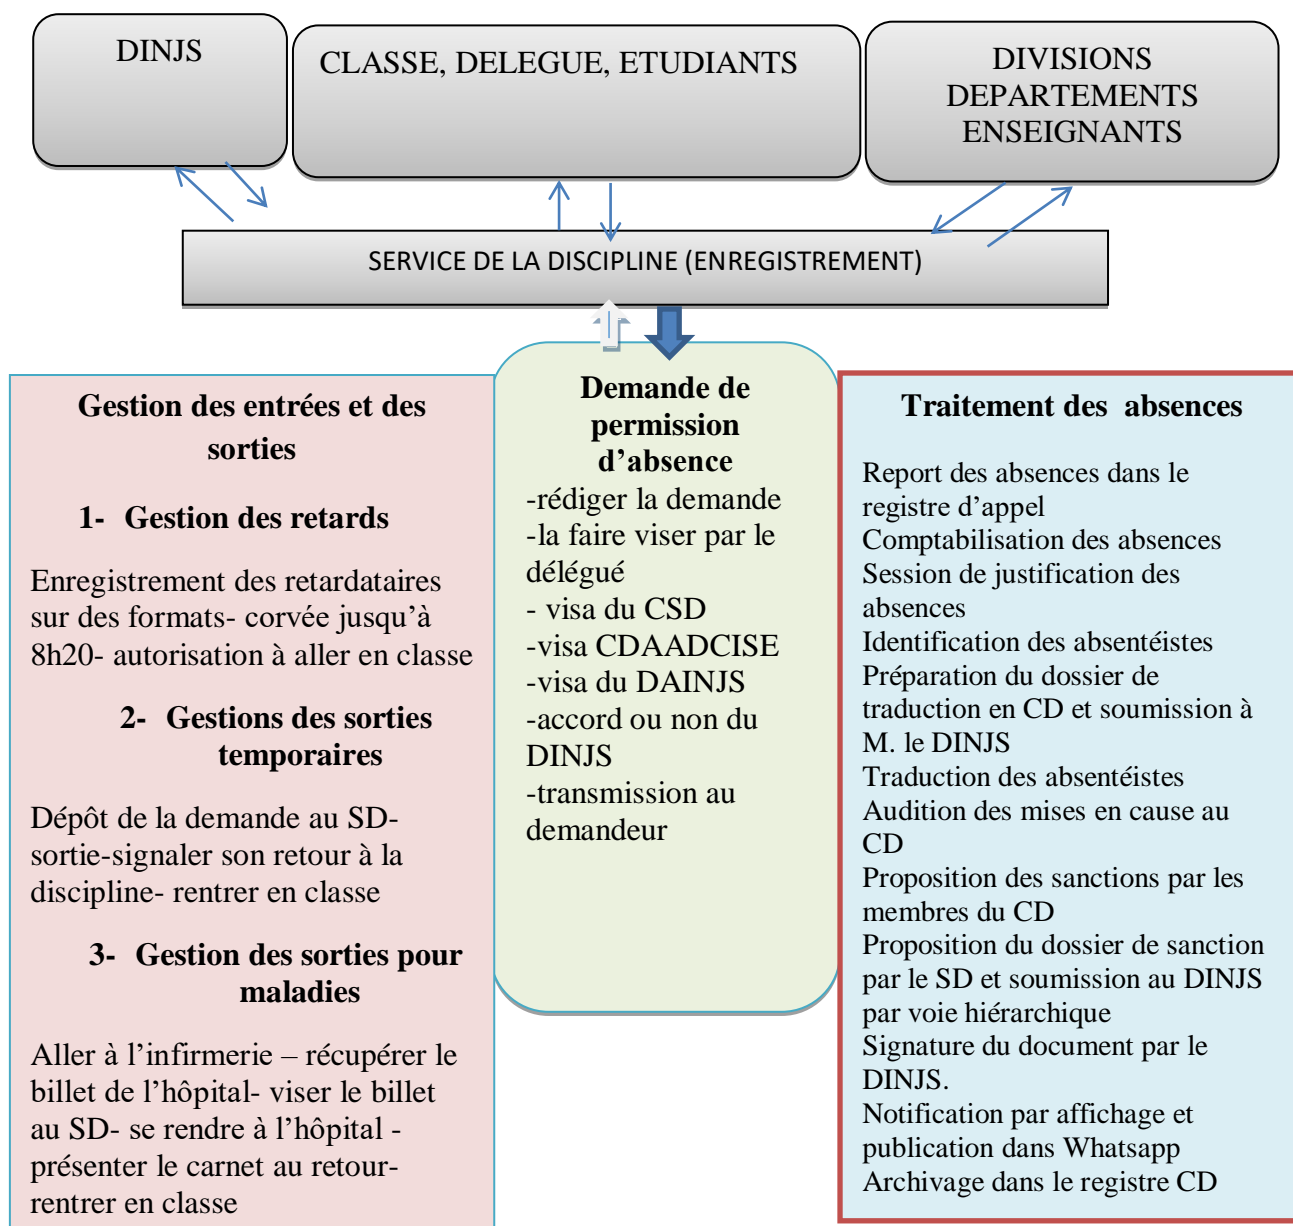 DINJS
CLASSE, DELEGUE, ETUDIANTS
DIVISIONS
DEPARTEMENTS
ENSEIGNANTS
SERVICE DE LA DISCIPLINE (ENREGISTREMENT)
Gestion des entrées et des
sorties
1- Gestion des retards
Enregistrement des retardataires
sur des formats- corvée jusqu’à
8h20- autorisation à aller en classe
2- Gestions des sorties
temporaires
Dépôt de la demande au SD-
sortie-signaler son retour à la
discipline- rentrer en classe
3- Gestion des sorties pour
maladies
Aller à l’infirmerie – récupérer le
billet de l’hôpital- viser le billet
au SD- se rendre à l’hôpital -
présenter le carnet au retour-
rentrer en classe
Demande de
permission
d’absence
-rédiger la demande
-la faire viser par le
délégué
- visa du CSD
-visa CDAADCISE
-visa du DAINJS
-accord ou non du
DINJS
-transmission au
demandeur
Traitement des absences
Report des absences dans le
registre d’appel
Comptabilisation des absences
Session de justification des
absences
Identification des absentéistes
Préparation du dossier de
traduction en CD et soumission à
M. le DINJS
Traduction des absentéistes
Audition des mises en cause au
CD
Proposition des sanctions par les
membres du CD
Proposition du dossier de sanction
par le SD et soumission au DINJS
par voie hiérarchique
Signature du document par le
DINJS.
Notification par affichage et
publication dans Whatsapp
Archivage dans le registre CD